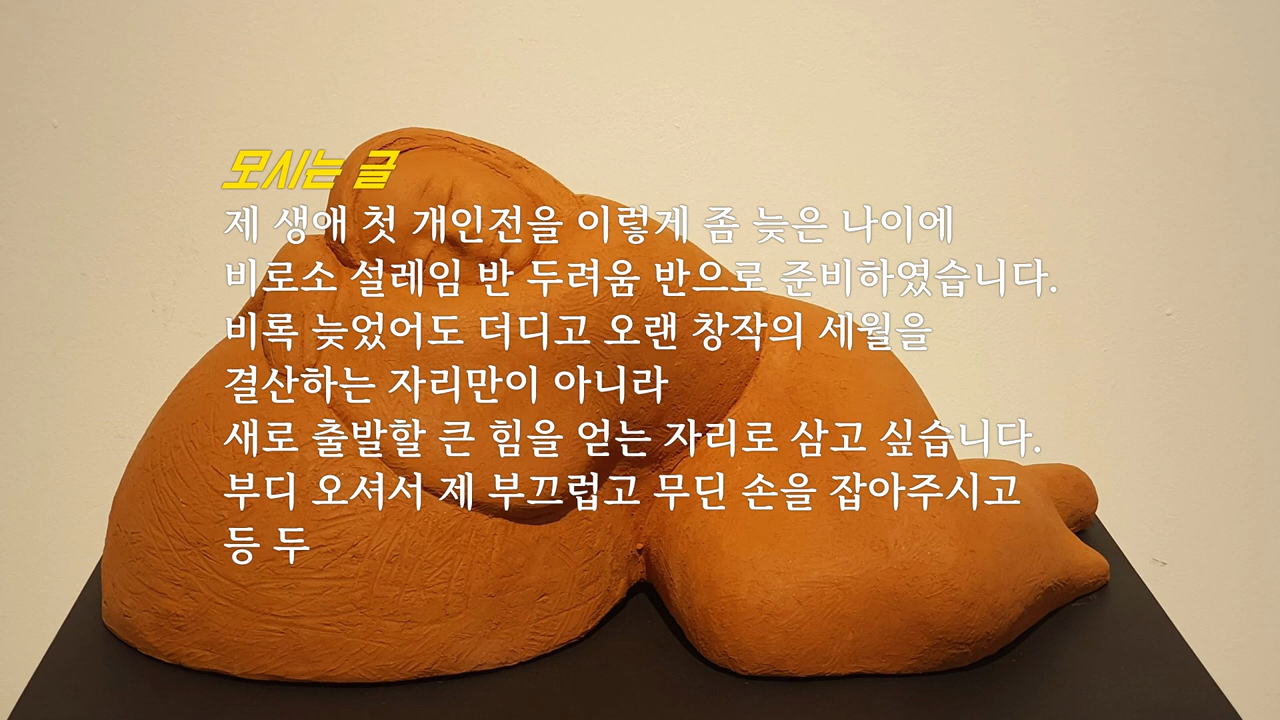 모시는 글
제 생애 첫 개인전을 이렇게 좀 늦은 나이에
비로소 설레임 반 두려움 반으로 준비하였습니다.
비록 늦었어도 더디고 오랜 창작의 세월을
결산하는 자리만이 아니라
새로 출발할 큰 힘을 얻는 자리로 삼고 싶습니다.
부디 오셔서 제 부끄럽고 무딘 손을 잡아주시고
등 두